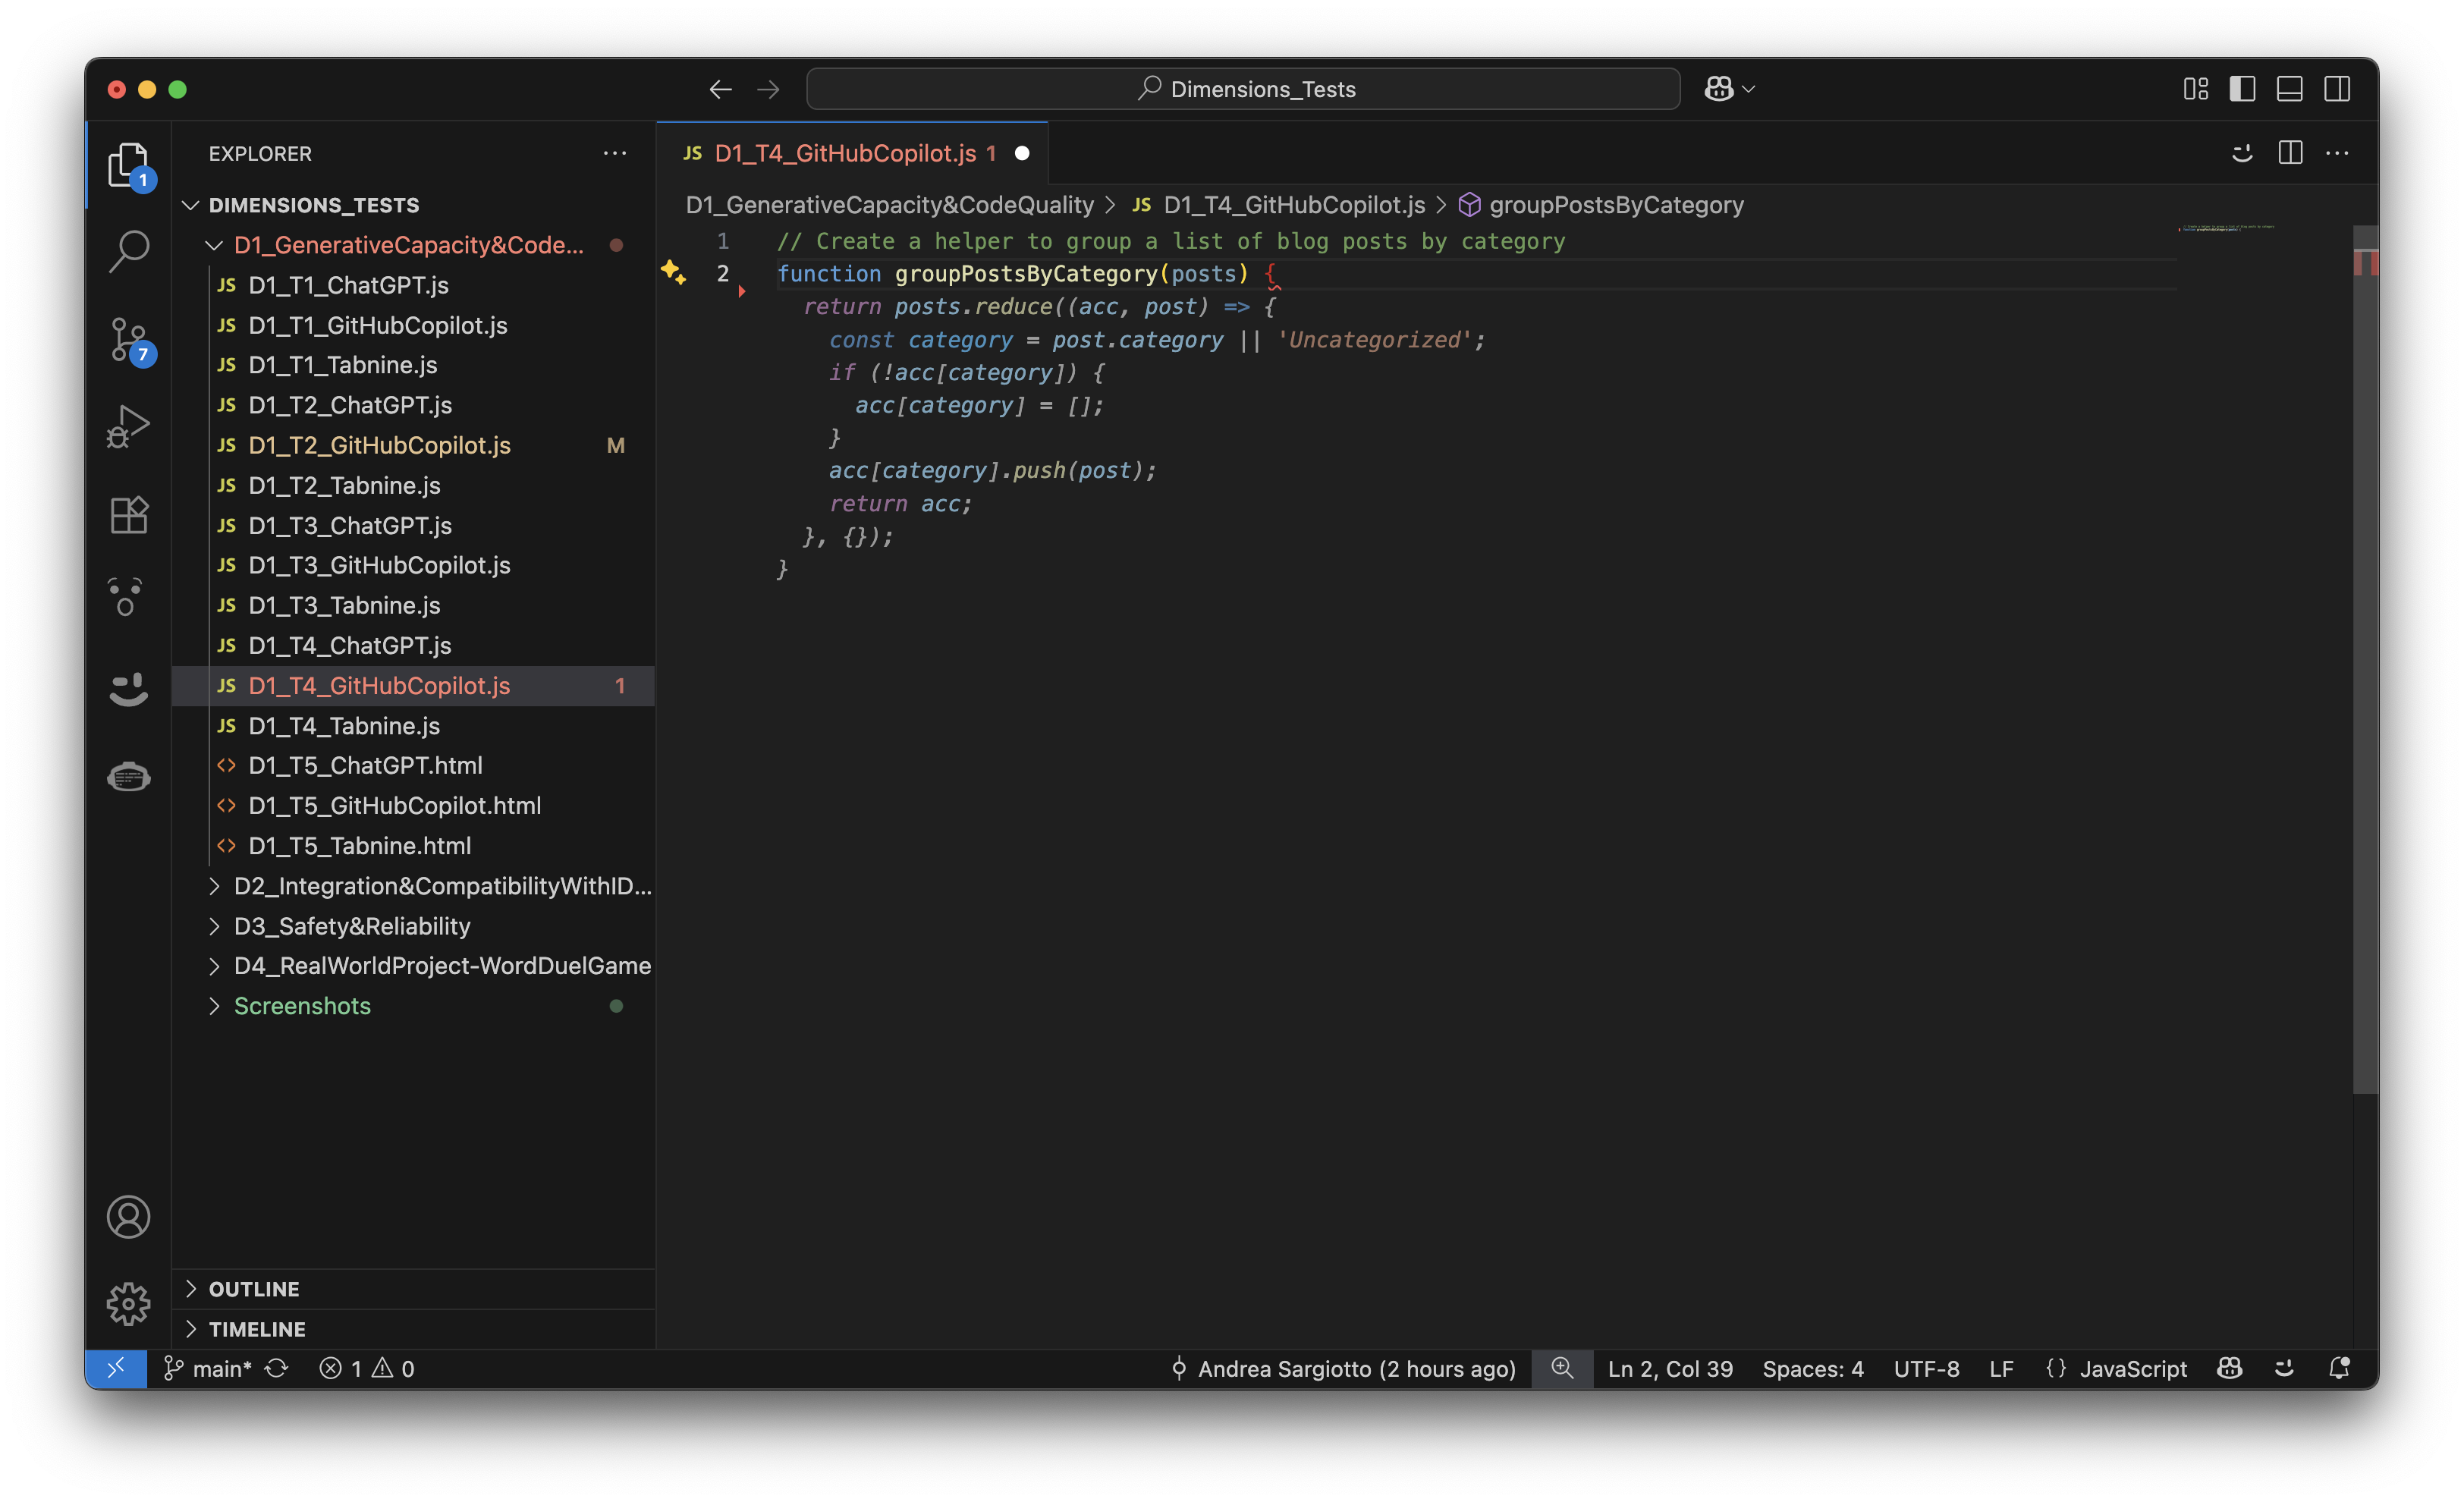 Dimensions_Tests
EXPLORER
DIMENSIONS_TESTS
D1_GenerativeCapacity&Code...
JS D1_T1_ChatGPT.js
JS D1_T1_GitHubCopilot.js
JS D1_T1_Tabnine.js
JS D1_T2_ChatGPT.js
JS D1_T2_GitHubCopilot.js M
JS D1_T2_Tabnine.js
JS D1_T3_ChatGPT.js
JS D1_T3_GitHubCopilot.js
JS D1_T3_Tabnine.js
JS D1_T4_ChatGPT.js
JS D1_T4_GitHubCopilot.js 1
JS D1_T4_Tabnine.js
<> D1_T5_ChatGPT.html
<> D1_T5_GitHubCopilot.html
<> D1_T5_Tabnine.html
D2_Integration&CompatibilityWithID...
D3_Safety&Reliability
D4_RealWorldProject-WordDuelGame
Screenshots
OUTLINE
TIMELINE
1
7
JS D1_T4_GitHubCopilot.js 1
D1_GenerativeCapacity&CodeQuality > JS D1_T4_GitHubCopilot.js > groupPostsByCategory
1 // Create a helper to group a list of blog posts by category
2 function groupPostsByCategory(posts) {
return posts.reduce((acc, post) => {
const category = post.category || 'Uncategorized';
if (!acc[category]) {
acc[category] = [];
}
acc[category].push(post);
return acc;
}, {});
}
main* 1 0 Andrea Sargiotto (2 hours ago) Ln 2, Col 39 Spaces: 4 UTF-8 LF {} JavaScript